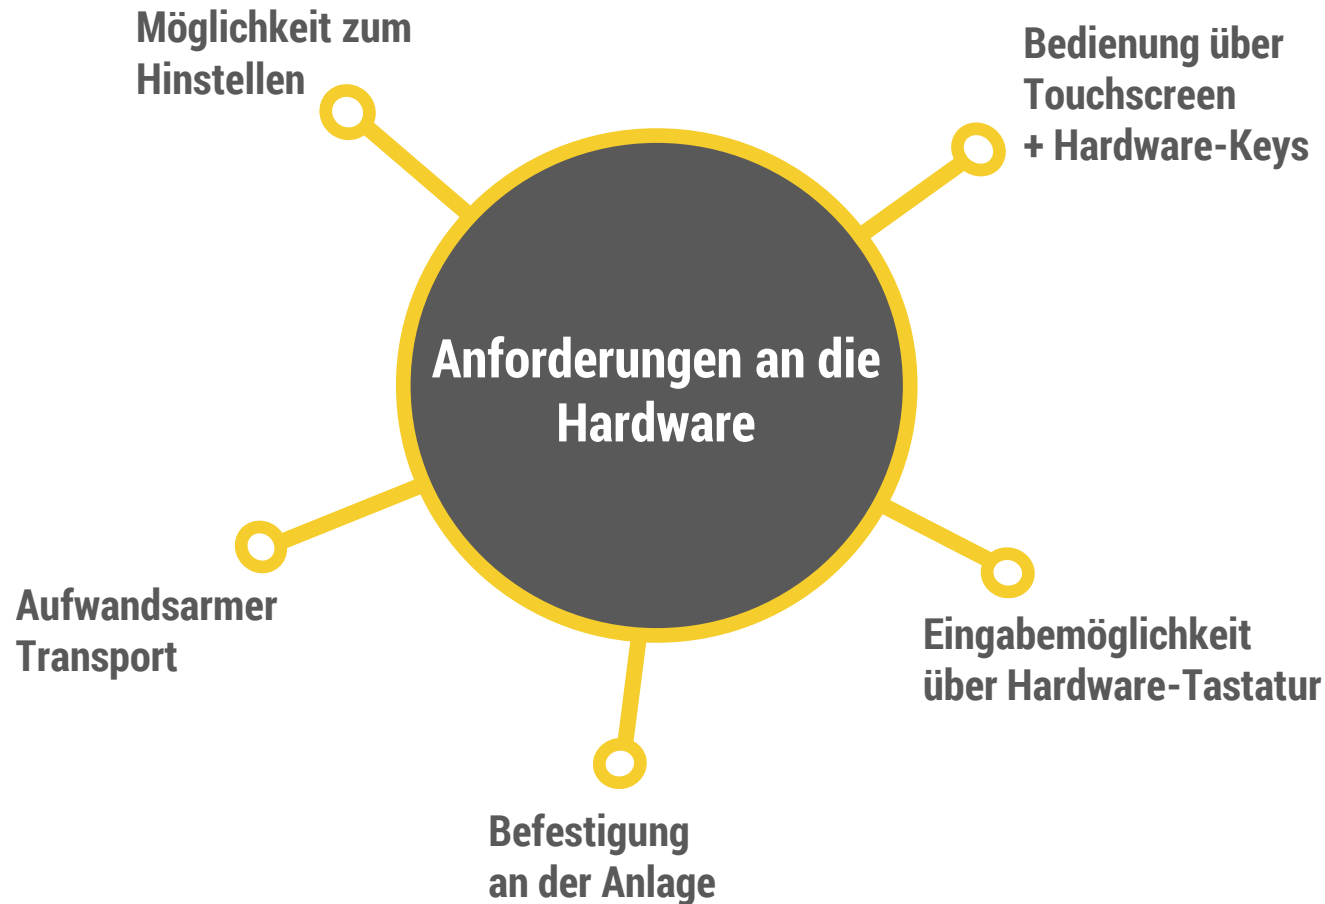 Möglichkeit zum
Hinstellen
Bedienung über
Touchscreen
+ Hardware-Keys
Anforderungen an die
Hardware
Aufwandsarmer
Transport
Eingabemöglichkeit
über Hardware-Tastatur
Befestigung
an der Anlage